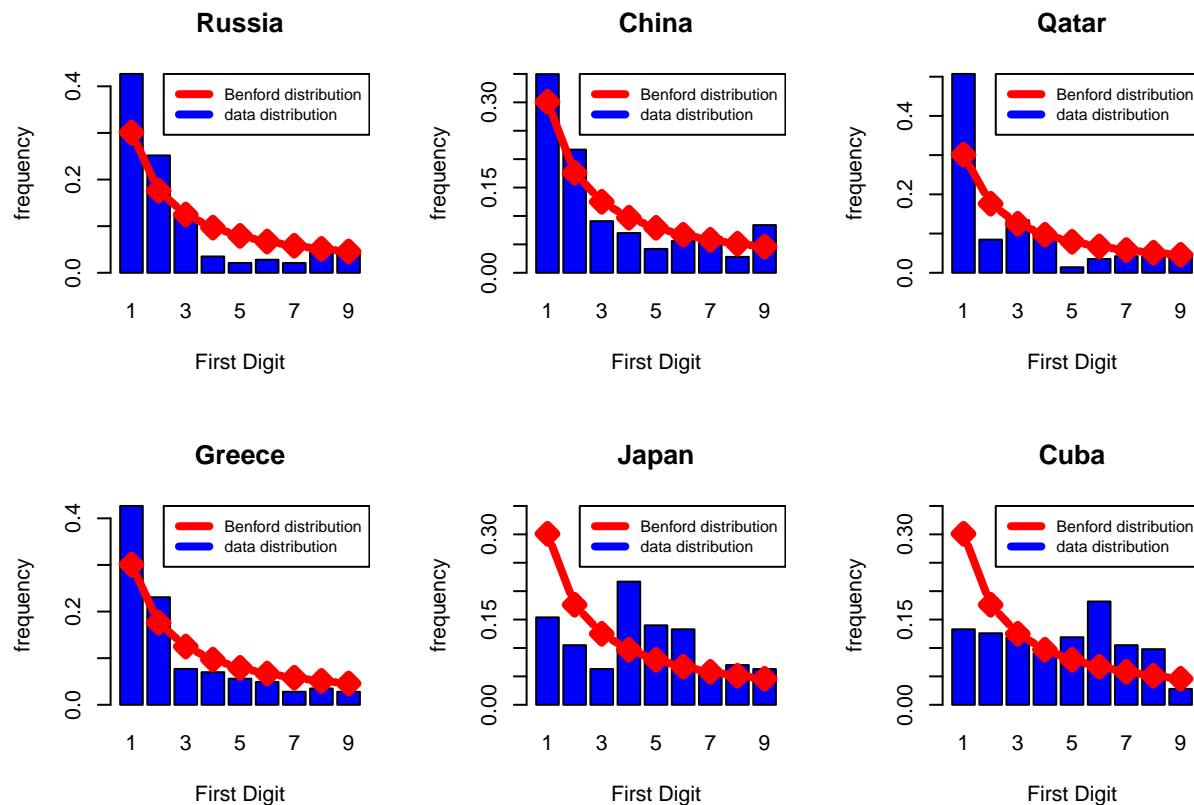 Russia
frequency
0.0 0.2 0.4
Benford distribution
data distribution
1 3 5 7 9
First Digit
China
frequency
0.00 0.15 0.30
Benford distribution
data distribution
1 3 5 7 9
First Digit
Qatar
frequency
0.0 0.2 0.4
Benford distribution
data distribution
1 3 5 7 9
First Digit
Greece
frequency
0.0 0.2 0.4
Benford distribution
data distribution
1 3 5 7 9
First Digit
Japan
frequency
0.00 0.15 0.30
Benford distribution
data distribution
1 3 5 7 9
First Digit
Cuba
frequency
0.00 0.15 0.30
Benford distribution
data distribution
1 3 5 7 9
First Digit